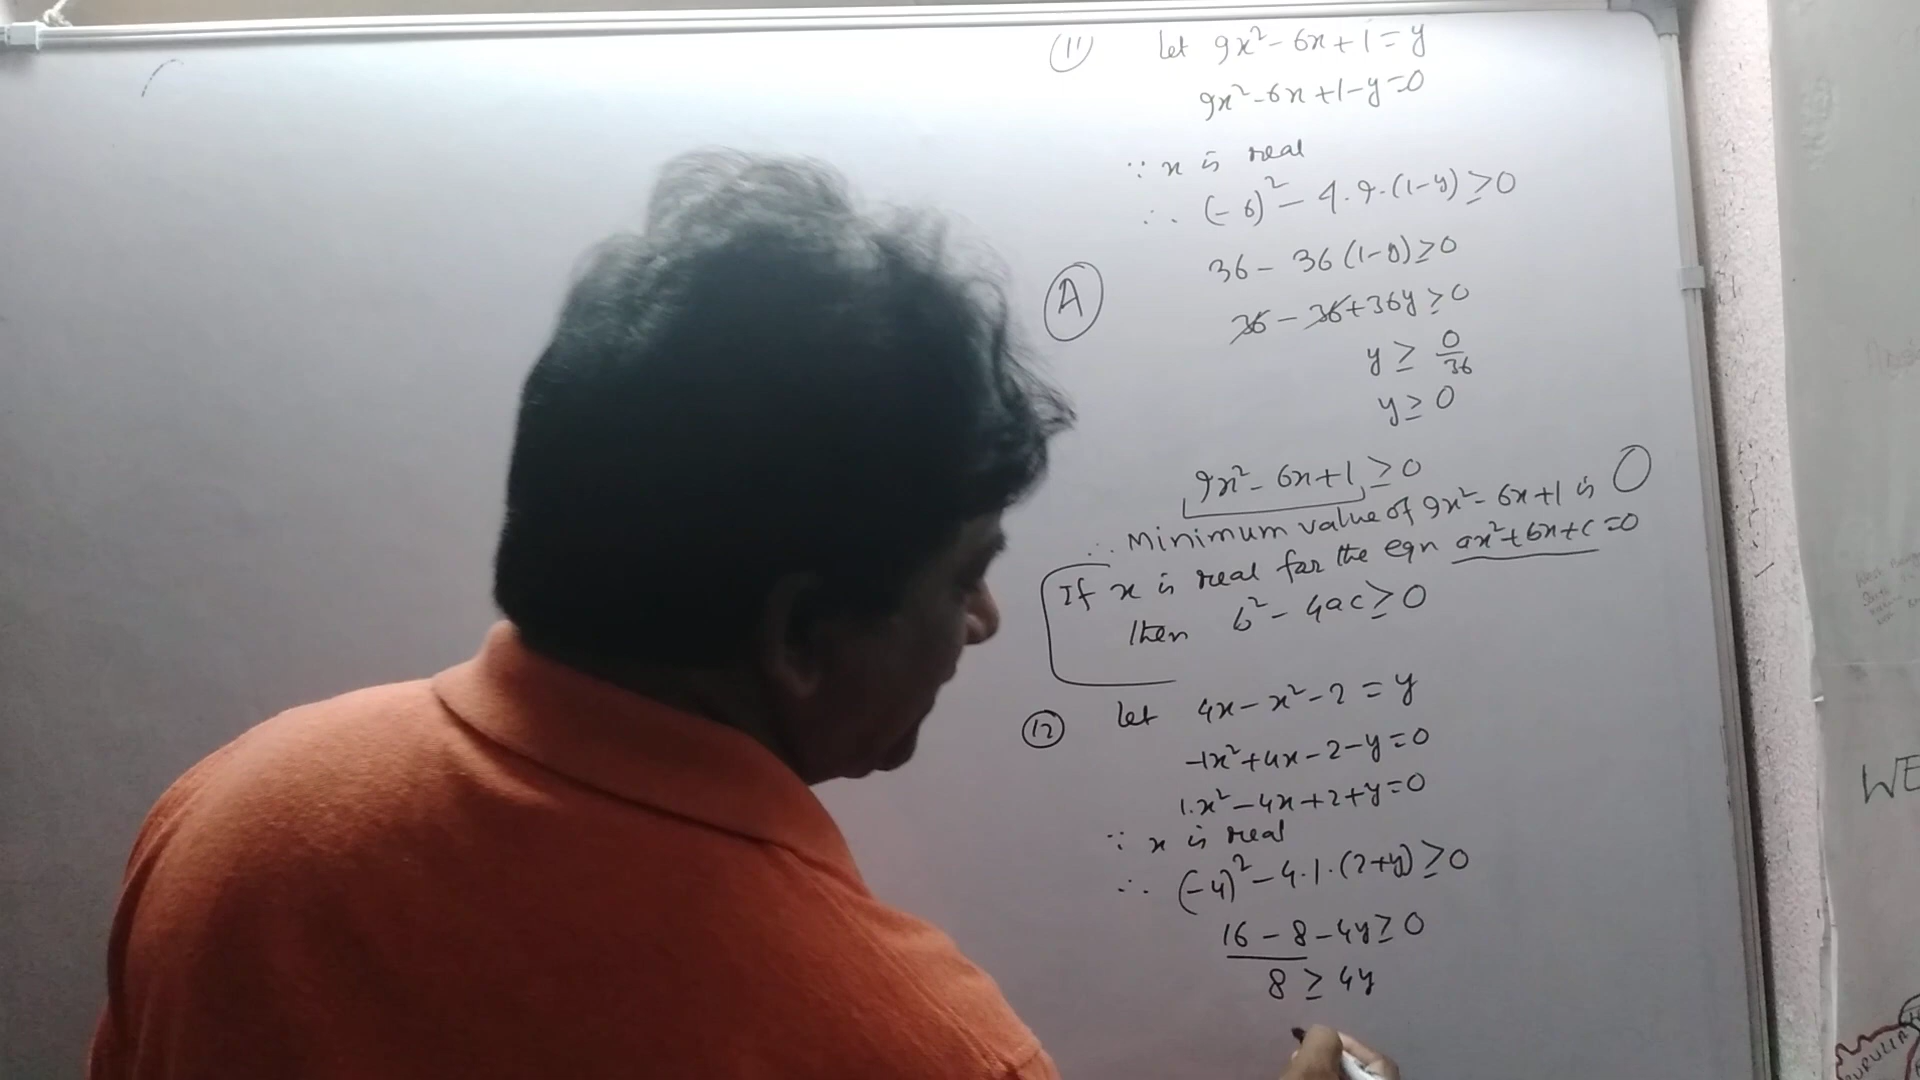 (11) Let 9x² - 6x + 1 = y
9x² - 6x + 1 - y = 0
∵ x is real
∴ (-6)² - 4.9.(1-y) ≥ 0
36 - 36(1-y) ≥ 0
(A)
36 - 36 + 36y ≥ 0
y ≥ 0/36
y ≥ 0
9x² - 6x + 1 ≥ 0
∴ Minimum value of 9x² - 6x + 1 is 0
If x is real for the eqn ax² + bx + c = 0
then b² - 4ac ≥ 0
(12) Let 4x - x² - 2 = y
-1x² + 4x - 2 - y = 0
1.x² - 4x + 2 + y = 0
∵ x is real
∴ (-4)² - 4.1.(2+y) ≥ 0
16 - 8 - 4y ≥ 0
8 ≥ 4y
WE